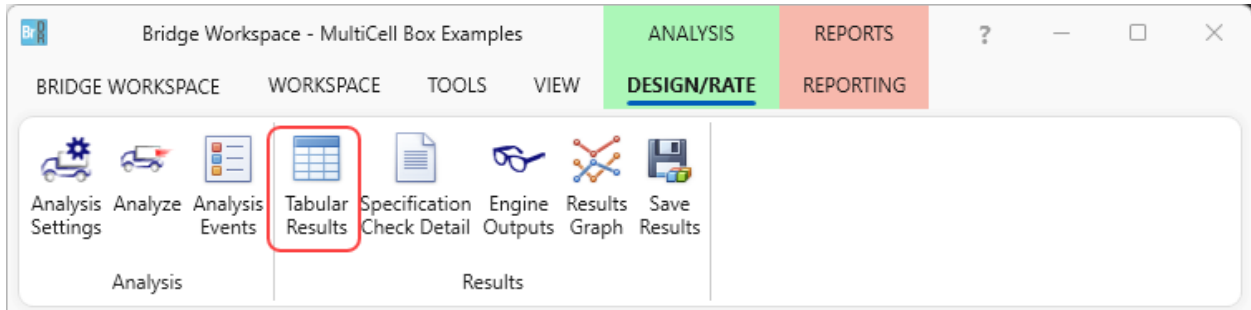 Br DR Bridge Workspace - MultiCell Box Examples ANALYSIS REPORTS ?
BRIDGE WORKSPACE WORKSPACE TOOLS VIEW DESIGN/RATE REPORTING
Analysis Analyze Analysis Tabular Specification Engine Results Save
Settings Events Results Check Detail Outputs Graph Results
Analysis Results